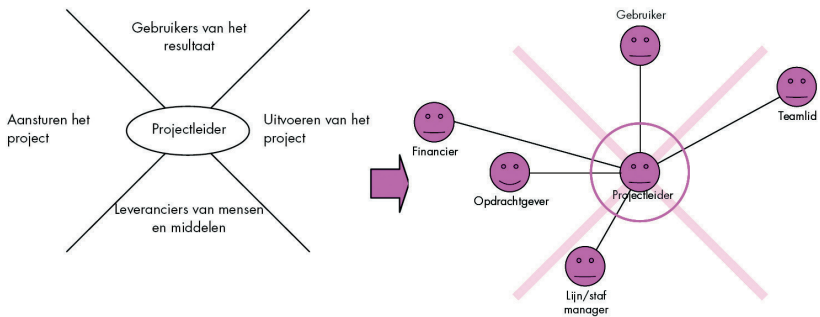 Gebruikers van het
resultaat
Aansturen het
project
Projectleider
Uitvoeren van het
project
Leveranciers van mensen
en middelen
Gebruiker
Teamlid
Financier
Opdrachtgever
Projectleider
Lijn/staf
manager